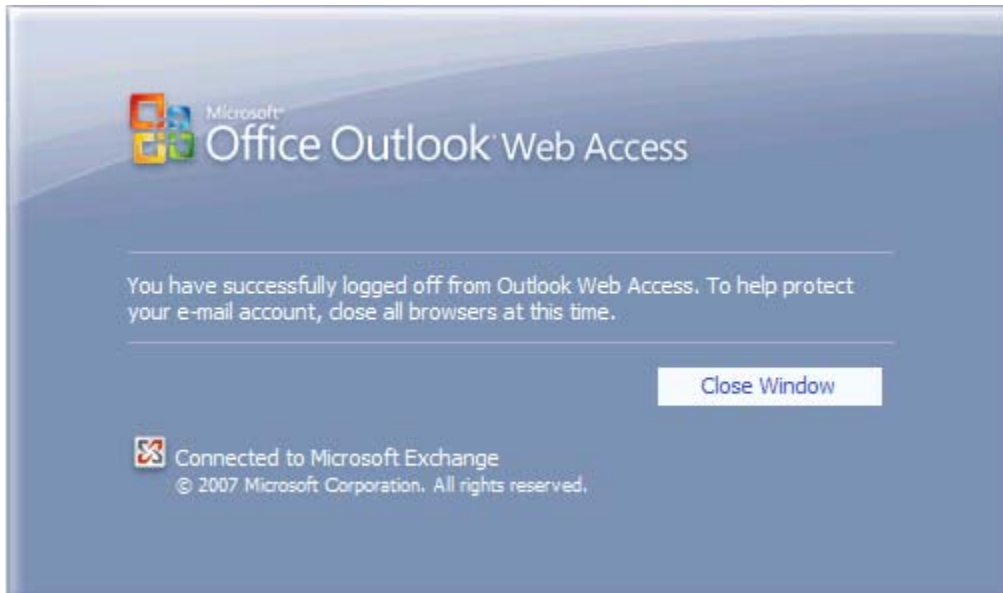 Microsoft®
Office Outlook® Web Access
You have successfully logged off from Outlook Web Access. To help protect
your e-mail account, close all browsers at this time.
Close Window
Connected to Microsoft Exchange
© 2007 Microsoft Corporation. All rights reserved.